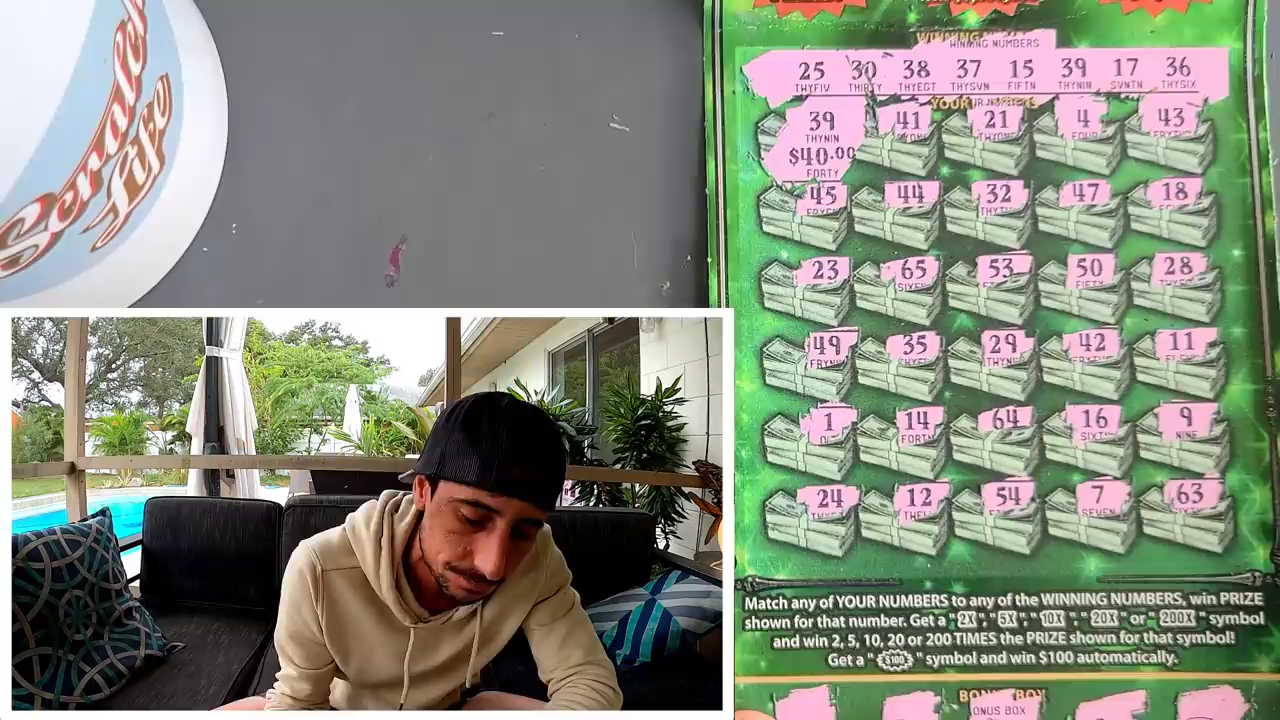 Scratch
Life
WINNING NUMBERS
25 30 38 37 15 39 17 36
THYFIV THIRTY THYEGT THYSVN FIFTN THYNIN SVNTN THYSIX
YOUR NUMBERS
39 41 21 4 43
THYNIN
$40.00
FORTY
45 44 32 47 18
23 65 53 50 28
49 35 29 42 11
1 14 64 16 9
24 12 54 7 63
Match any of YOUR NUMBERS to any of the WINNING NUMBERS, win PRIZE
shown for that number. Get a "2X", "5X", "10X", "20X" or "200X" symbol
and win 2, 5, 10, 20 or 200 TIMES the PRIZE shown for that symbol!
Get a "$100" symbol and win $100 automatically.
BONUS BOX